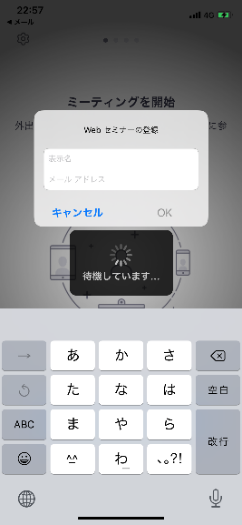 22:57
4G
◀ メール
ミーティングを開始
外出
に参
Web セミナーの登録
表示名
メール アドレス
キャンセル
OK
待機しています...
→
あ
か
さ
た
な
は
空白
ABC
ま
や
ら
改行
^^
わ
、。?!